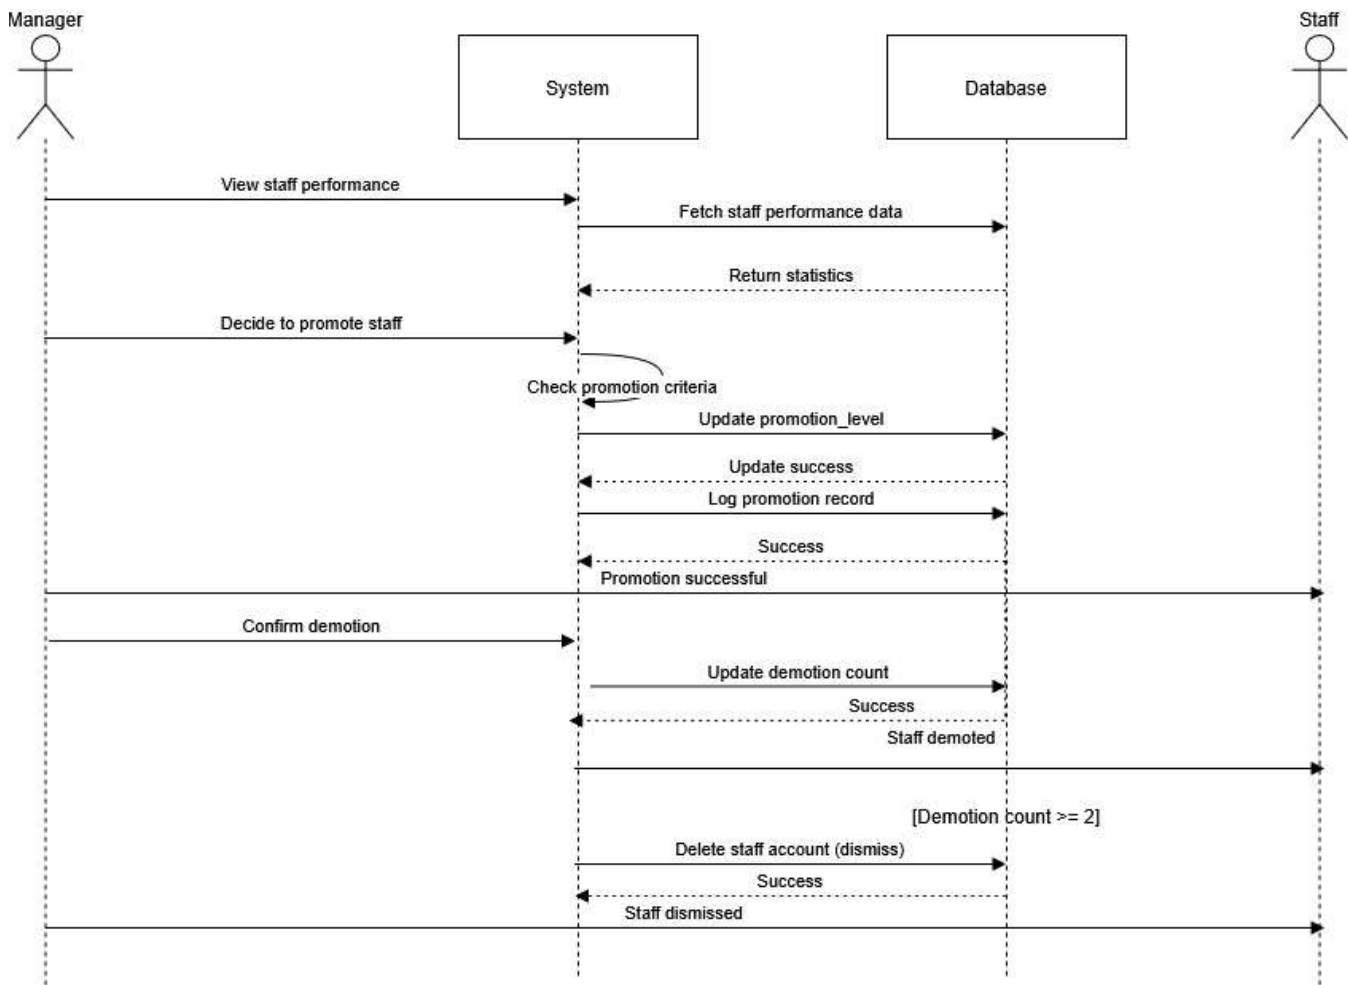 Manager
Staff
System
Database
View staff performance
Fetch staff performance data
Return statistics
Decide to promote staff
Check promotion criteria
Update promotion_level
Update success
Log promotion record
Success
Promotion successful
Confirm demotion
Update demotion count
Success
Staff demoted
[Demotion count >= 2]
Delete staff account (dismiss)
Success
Staff dismissed